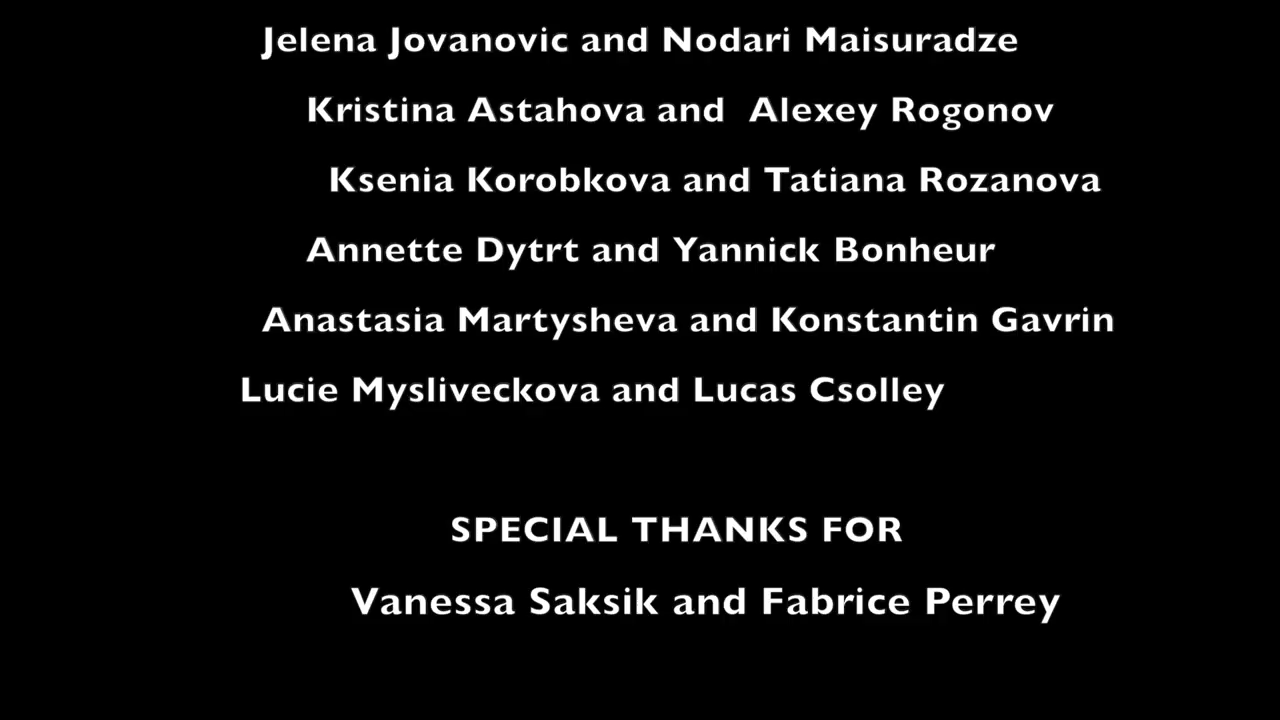 Jelena Jovanovic and Nodari Maisuradze
Kristina Astahova and Alexey Rogonov
Ksenia Korobkova and Tatiana Rozanova
Annette Dytrt and Yannick Bonheur
Anastasia Martysheva and Konstantin Gavrin
Lucie Mysliveckova and Lucas Csolley
SPECIAL THANKS FOR
Vanessa Saksik and Fabrice Perrey